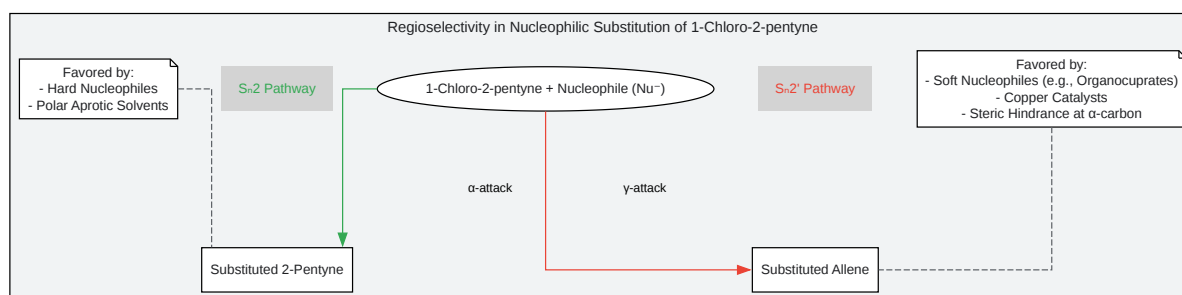 Regioselectivity in Nucleophilic Substitution of 1-Chloro-2-pentyne
Favored by:
- Hard Nucleophiles
- Polar Aprotic Solvents
Sₙ2 Pathway
1-Chloro-2-pentyne + Nucleophile (Nu⁻)
Sₙ2' Pathway
Favored by:
- Soft Nucleophiles (e.g., Organocuprates)
- Copper Catalysts
- Steric Hindrance at α-carbon
α-attack
γ-attack
Substituted 2-Pentyne
Substituted Allene